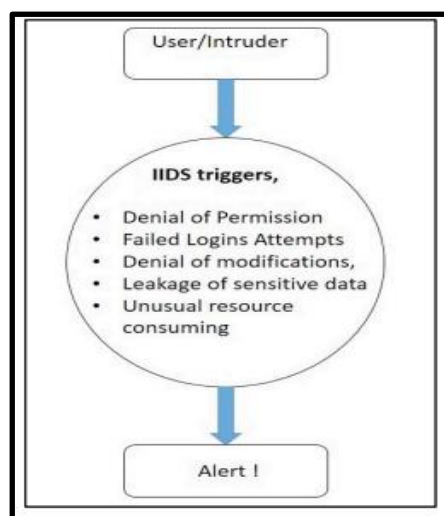 User/Intruder
IIDS triggers,
• Denial of Permission
• Failed Logins Attempts
• Denial of modifications,
• Leakage of sensitive data
• Unusual resource
consuming
Alert !